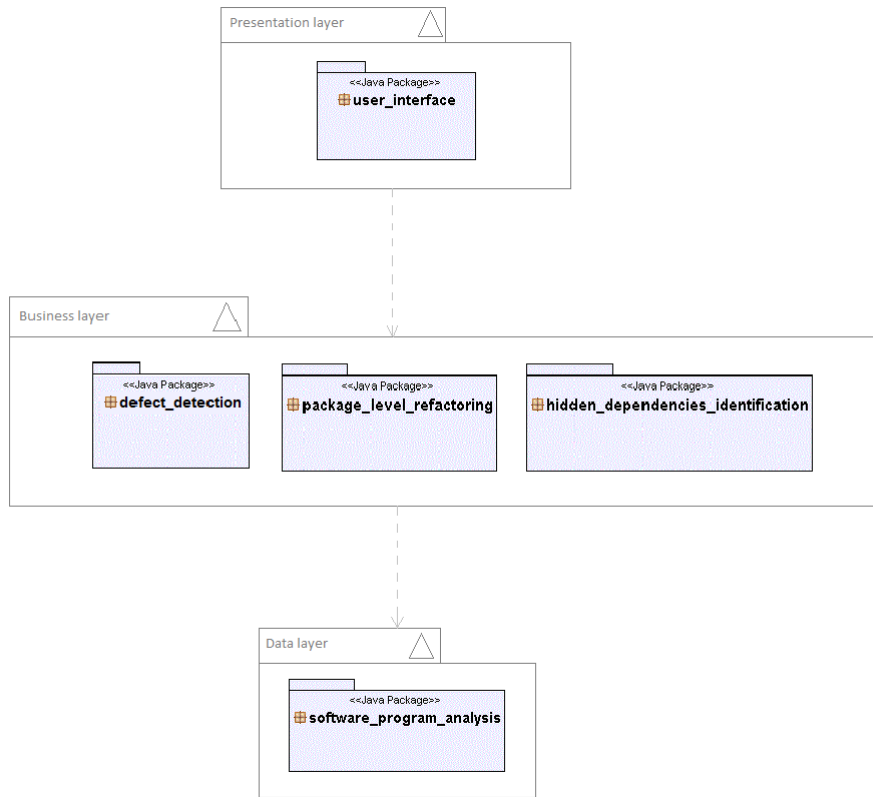 Presentation layer
<<Java Package>>
user_interface
Business layer
<<Java Package>>
defect_detection
<<Java Package>>
package_level_refactoring
<<Java Package>>
hidden_dependencies_identification
Data layer
<<Java Package>>
software_program_analysis